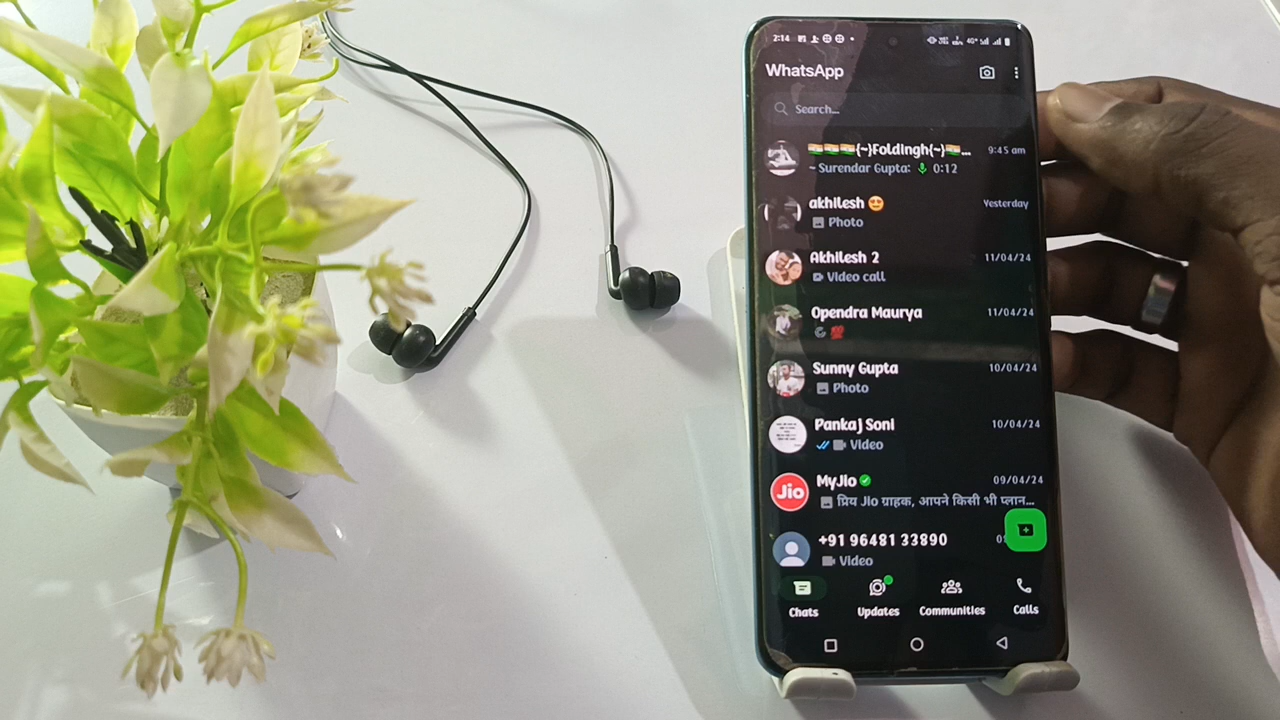 2:14
4G+
WhatsApp
Search...
🇮🇳🇮🇳🇮🇳{~}Foldingh{~}🇮🇳... 9:45 am
~ Surendar Gupta: 0:12
akhilesh 😍 Yesterday
Photo
Akhilesh 2 11/04/24
Video call
Opendra Maurya 11/04/24
💯
Sunny Gupta 10/04/24
Photo
Pankaj Soni 10/04/24
Video
MyJio 09/04/24
Jio
प्रिय Jio ग्राहक, आपने किसी भी प्लान...
+91 96481 33890
Video
Chats Updates Communities Calls